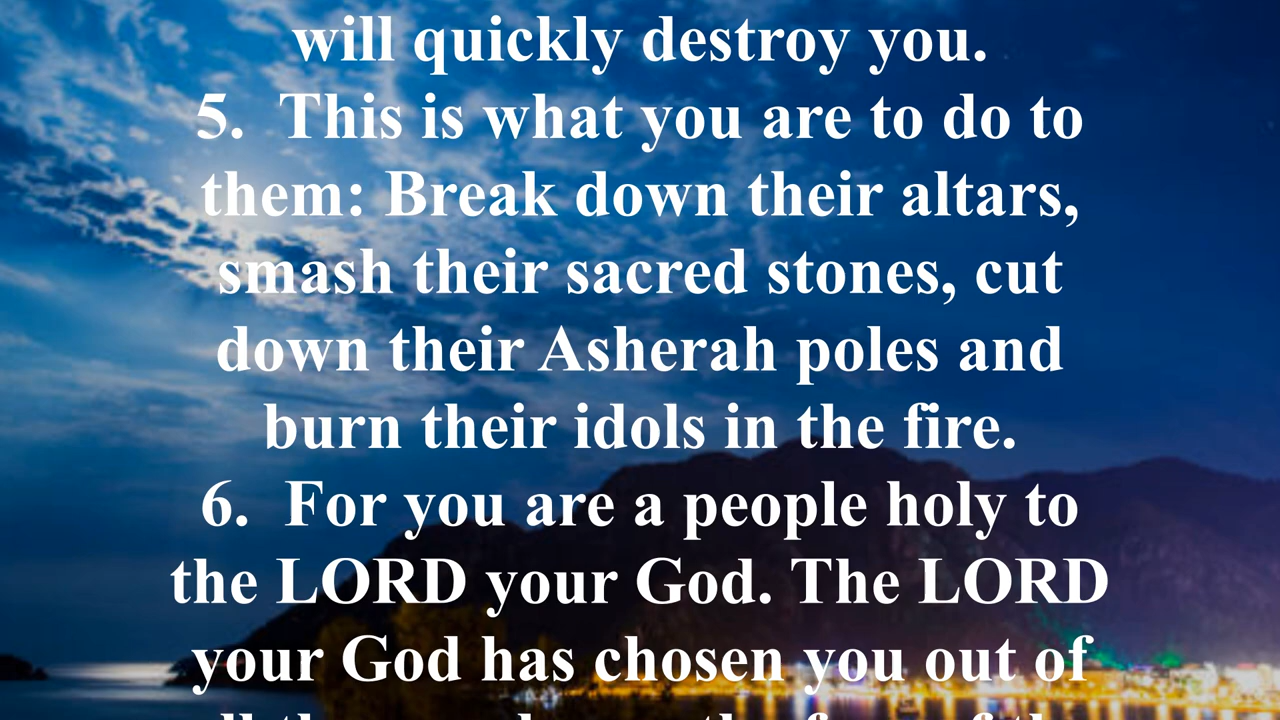 will quickly destroy you.
5.  This is what you are to do to
them: Break down their altars,
smash their sacred stones, cut
down their Asherah poles and
burn their idols in the fire.
6.  For you are a people holy to
the LORD your God. The LORD
your God has chosen you out of